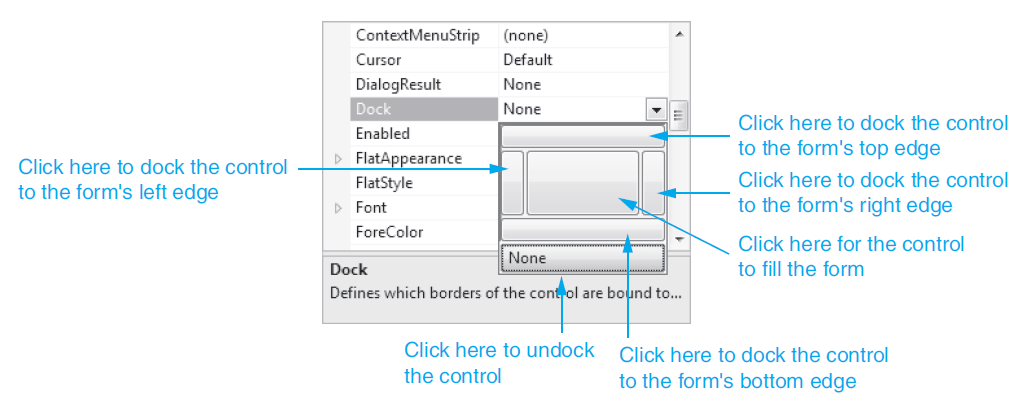 ContextMenuStrip (none)
Cursor Default
DialogResult None
Dock None
Enabled
FlatAppearance
FlatStyle
Font
ForeColor
None
Dock
Defines which borders of the control are bound to...
Click here to dock the control
to the form's left edge
Click here to dock the control
to the form's top edge
Click here to dock the control
to the form's right edge
Click here for the control
to fill the form
Click here to undock
the control
Click here to dock the control
to the form's bottom edge